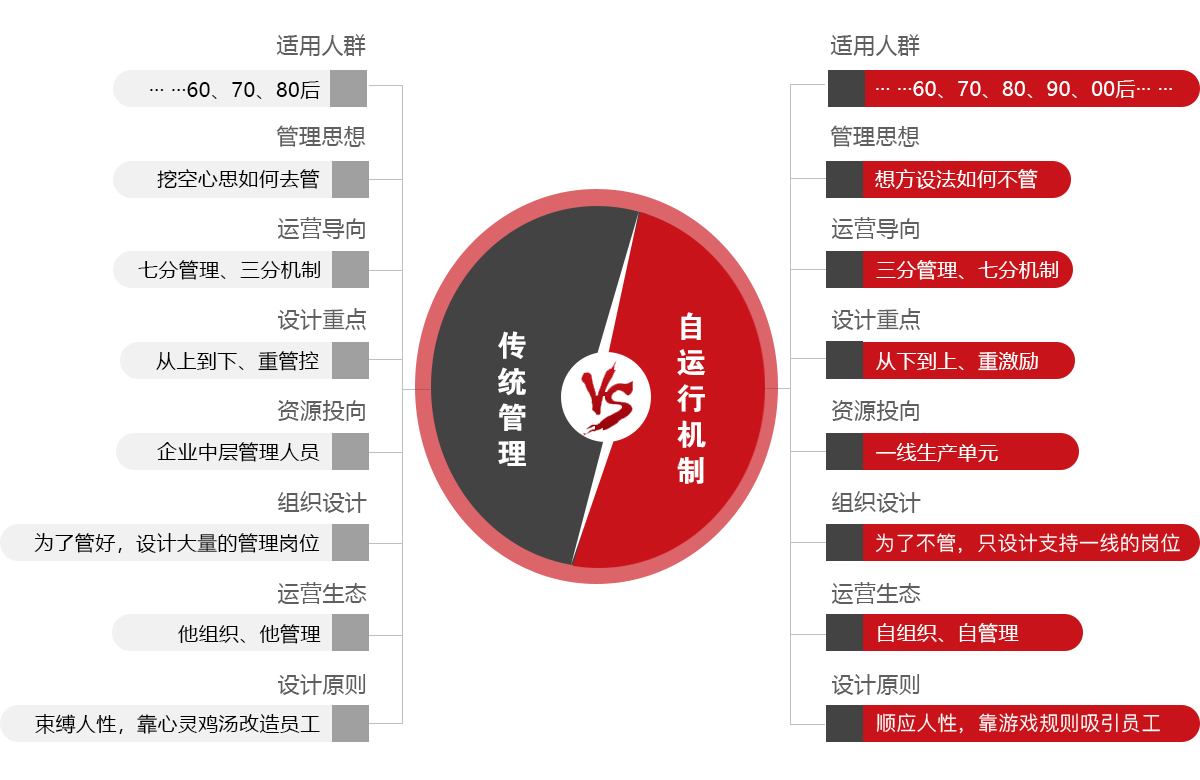 适用人群
··· ···60、70、80后
管理思想
挖空心思如何去管
运营导向
七分管理、三分机制
设计重点
从上到下、重管控
资源投向
企业中层管理人员
组织设计
为了管好，设计大量的管理岗位
运营生态
他组织、他管理
设计原则
束缚人性，靠心灵鸡汤改造员工
传统管理
VS
自运行机制
适用人群
··· ···60、70、80、90、00后··· ···
管理思想
想方设法如何不管
运营导向
三分管理、七分机制
设计重点
从下到上、重激励
资源投向
一线生产单元
组织设计
为了不管，只设计支持一线的岗位
运营生态
自组织、自管理
设计原则
顺应人性，靠游戏规则吸引员工